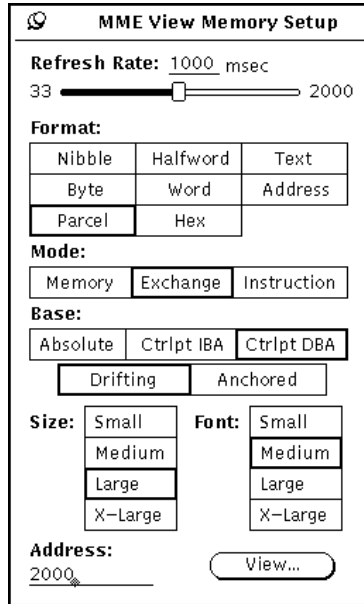 MME View Memory Setup
Refresh Rate: 1000 msec
33 2000
Format:
Nibble Halfword Text
Byte Word Address
Parcel Hex
Mode:
Memory Exchange Instruction
Base:
Absolute Ctrlpt IBA Ctrlpt DBA
Drifting Anchored
Size: Small Font: Small
Medium Medium
Large Large
X-Large X-Large
Address:
2000 View...